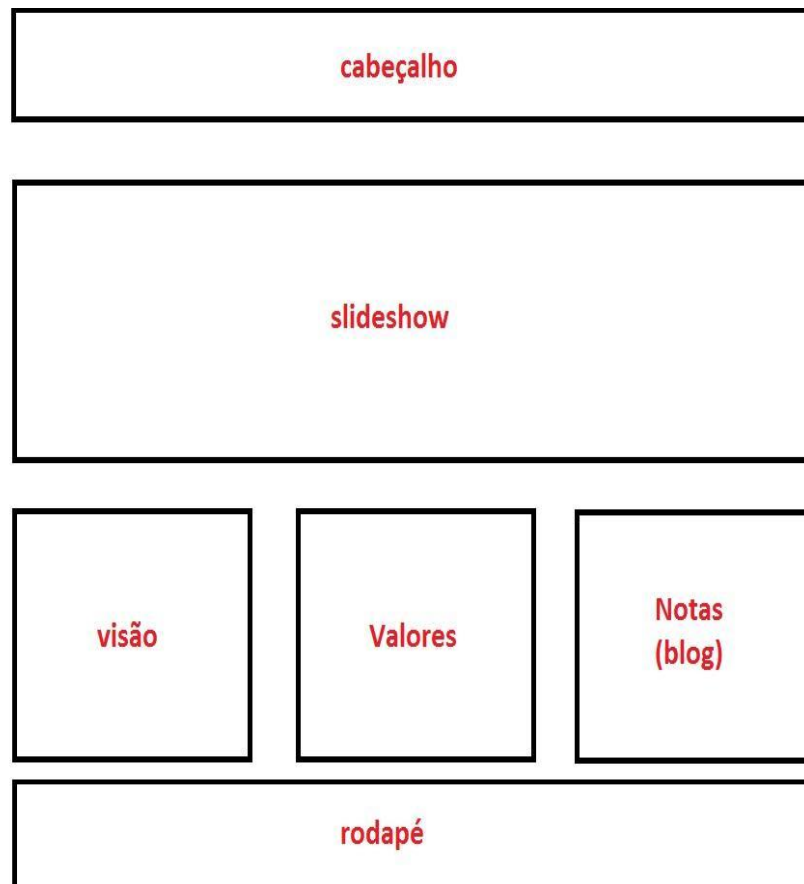 cabeçalho
slideshow
visão
Valores
Notas
(blog)
rodapé